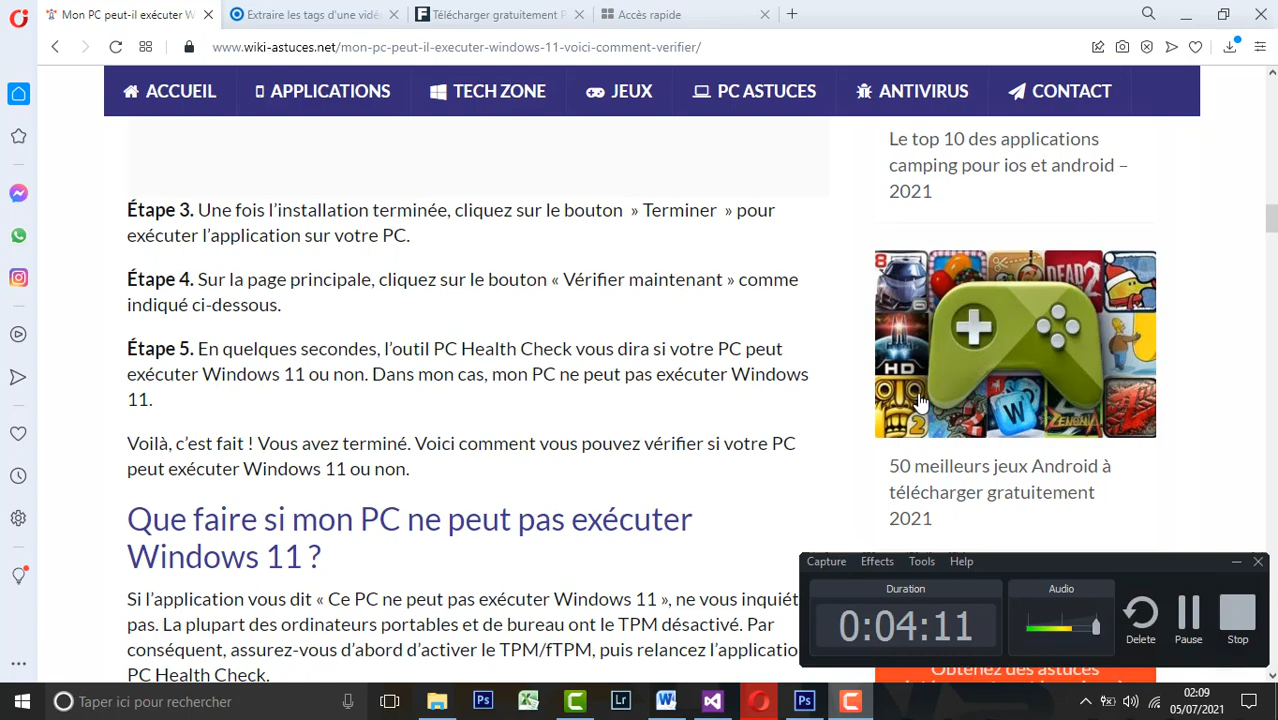 Mon PC peut-il exécuter W
Extraire les tags d'une vidé
Télécharger gratuitement P
Accès rapide
www.wiki-astuces.net/mon-pc-peut-il-executer-windows-11-voici-comment-verifier/
ACCUEIL
APPLICATIONS
TECH ZONE
JEUX
PC ASTUCES
ANTIVIRUS
CONTACT
Étape 3. Une fois l'installation terminée, cliquez sur le bouton  » Terminer  » pour
exécuter l'application sur votre PC.
Étape 4. Sur la page principale, cliquez sur le bouton « Vérifier maintenant » comme
indiqué ci-dessous.
Étape 5. En quelques secondes, l'outil PC Health Check vous dira si votre PC peut
exécuter Windows 11 ou non. Dans mon cas, mon PC ne peut pas exécuter Windows
11.
Voilà, c'est fait ! Vous avez terminé. Voici comment vous pouvez vérifier si votre PC
peut exécuter Windows 11 ou non.
Que faire si mon PC ne peut pas exécuter
Windows 11 ?
Si l'application vous dit « Ce PC ne peut pas exécuter Windows 11 », ne vous inquiét
pas. La plupart des ordinateurs portables et de bureau ont le TPM désactivé. Par
conséquent, assurez-vous d'abord d'activer le TPM/fTPM, puis relancez l'applicatio
PC Health Check.
Le top 10 des applications
camping pour ios et android –
2021
8
DEAD
2
HD
2
W
ZENONIA
Z
50 meilleurs jeux Android à
télécharger gratuitement
2021
Obtenez des astuces
Capture
Effects
Tools
Help
Duration
0:04:11
Audio
Delete
Pause
Stop
Taper ici pour rechercher
Ps
Lr
Ps
02:09
05/07/2021